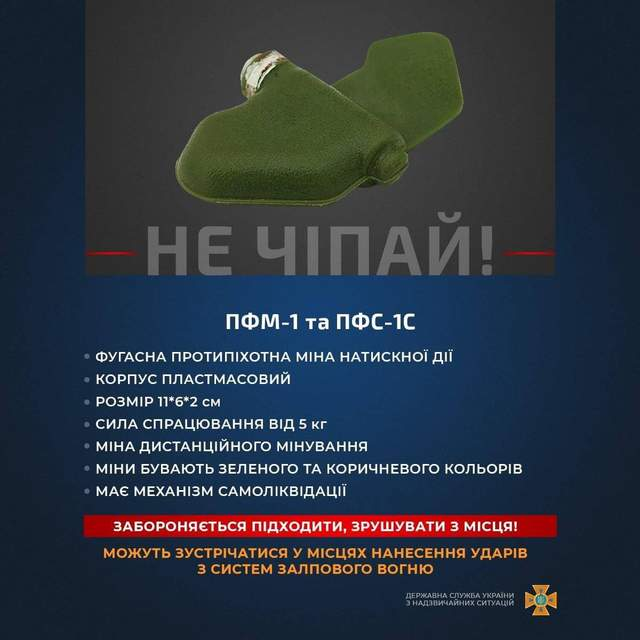 НЕ ЧІПАЙ!
ПФМ-1 та ПФС-1С
ФУГАСНА ПРОТИПІХОТНА МІНА НАТИСКНОЇ ДІЇ
КОРПУС ПЛАСТМАСОВИЙ
РОЗМІР 11*6*2 см
СИЛА СПРАЦЮВАННЯ ВІД 5 кг
МІНА ДИСТАНЦІЙНОГО МІНУВАННЯ
МІНИ БУВАЮТЬ ЗЕЛЕНОГО ТА КОРИЧНЕВОГО КОЛЬОРІВ
МАЄ МЕХАНІЗМ САМОЛІКВІДАЦІЇ
ЗАБОРОНЯЄТЬСЯ ПІДХОДИТИ, ЗРУШУВАТИ З МІСЦЯ!
МОЖУТЬ ЗУСТРІЧАТИСЯ У МІСЦЯХ НАНЕСЕННЯ УДАРІВ
З СИСТЕМ ЗАЛПОВОГО ВОГНЮ
ДЕРЖАВНА СЛУЖБА УКРАЇНИ
З НАДЗВИЧАЙНИХ СИТУАЦІЙ